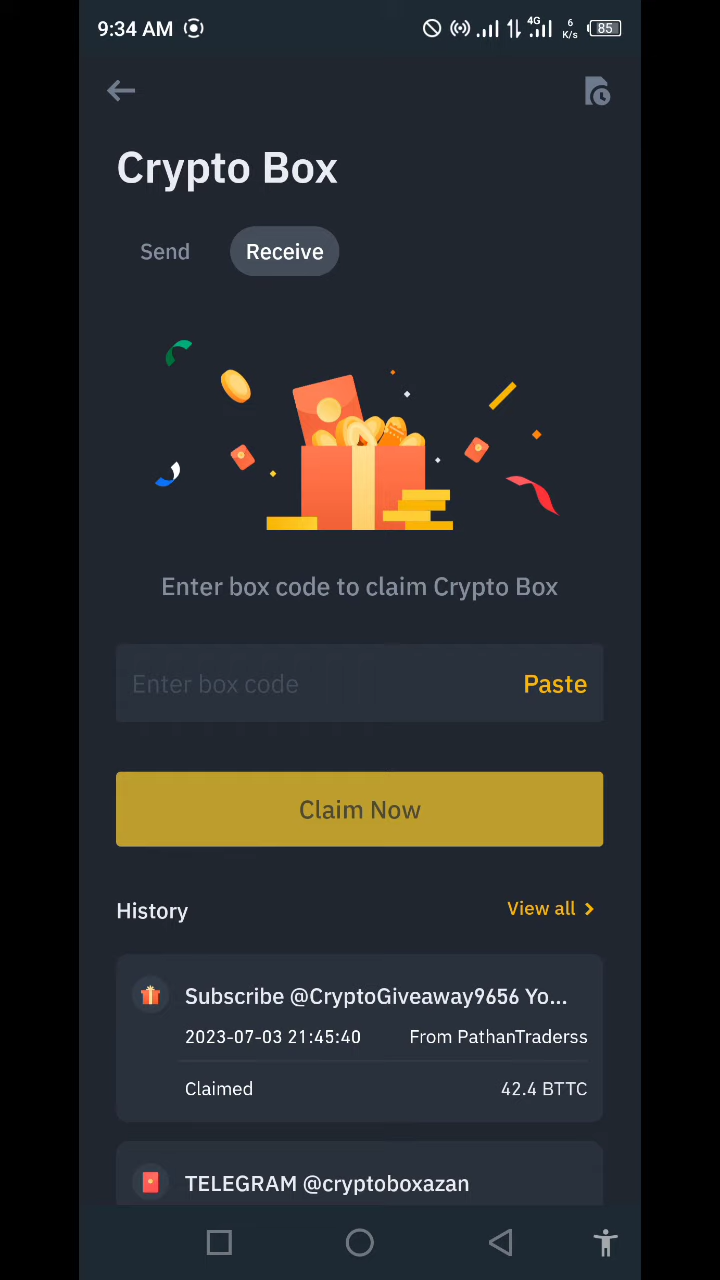 9:34 AM
4G
6 K/s
85
Crypto Box
Send Receive
Enter box code to claim Crypto Box
Enter box code Paste
Claim Now
History View all
Subscribe @CryptoGiveaway9656 Yo...
2023-07-03 21:45:40 From PathanTraderss
Claimed 42.4 BTTC
TELEGRAM @cryptoboxazan